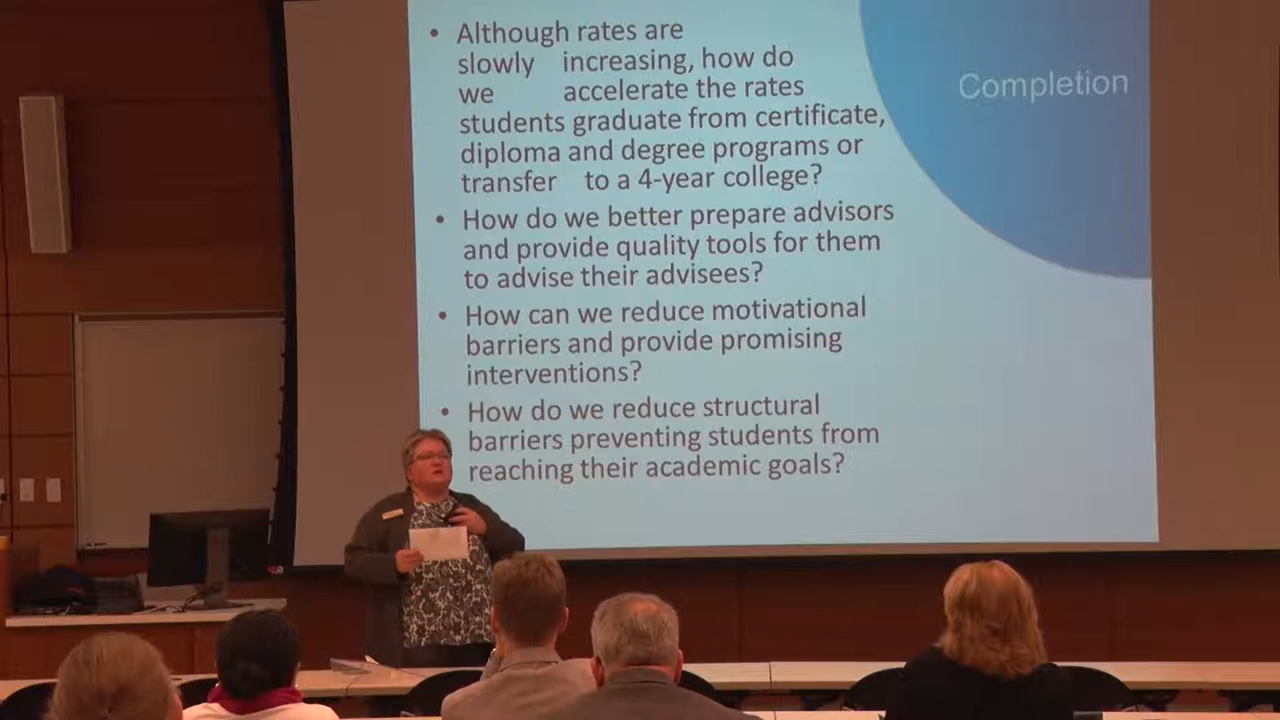 • Although rates are
slowly increasing, how do
we accelerate the rates
students graduate from certificate,
diploma and degree programs or
transfer to a 4-year college?
• How do we better prepare advisors
and provide quality tools for them
to advise their advisees?
• How can we reduce motivational
barriers and provide promising
interventions?
• How do we reduce structural
barriers preventing students from
reaching their academic goals?
Completion